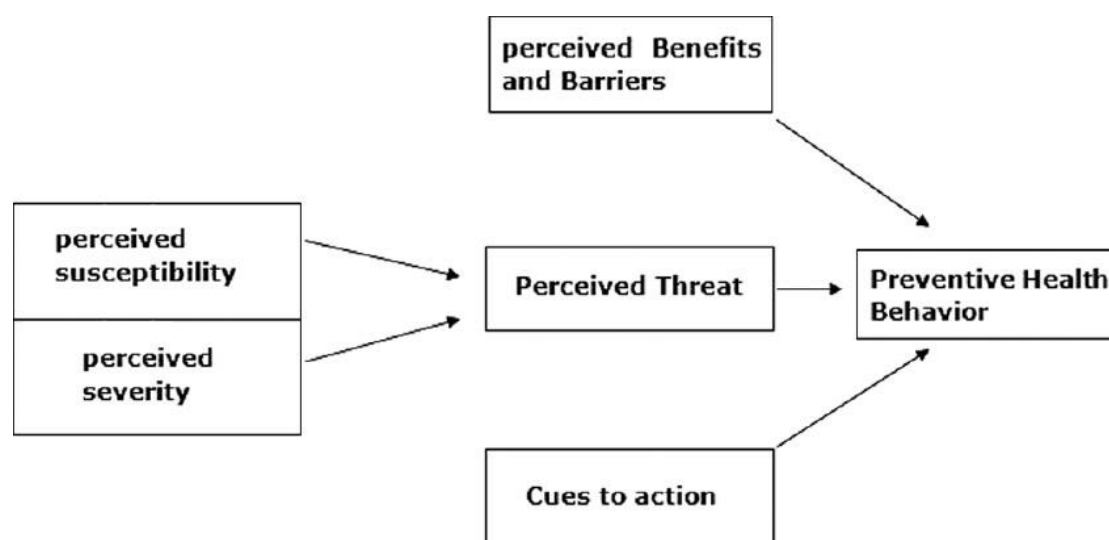 perceived Benefits
and Barriers
perceived
susceptibility
Perceived Threat
Preventive Health
Behavior
perceived
severity
Cues to action